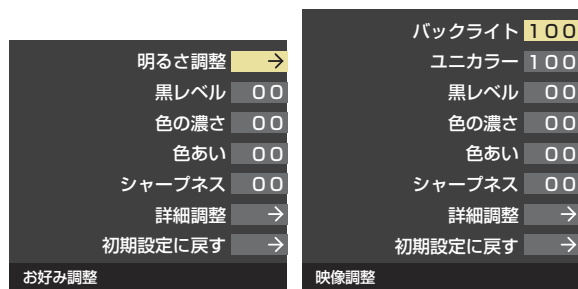 明るさ調整 →
黒レベル 00
色の濃さ 00
色あい 00
シャープネス 00
詳細調整 →
初期設定に戻す →
お好み調整
バックライト 100
ユニカラー 100
黒レベル 00
色の濃さ 00
色あい 00
シャープネス 00
詳細調整 →
初期設定に戻す →
映像調整